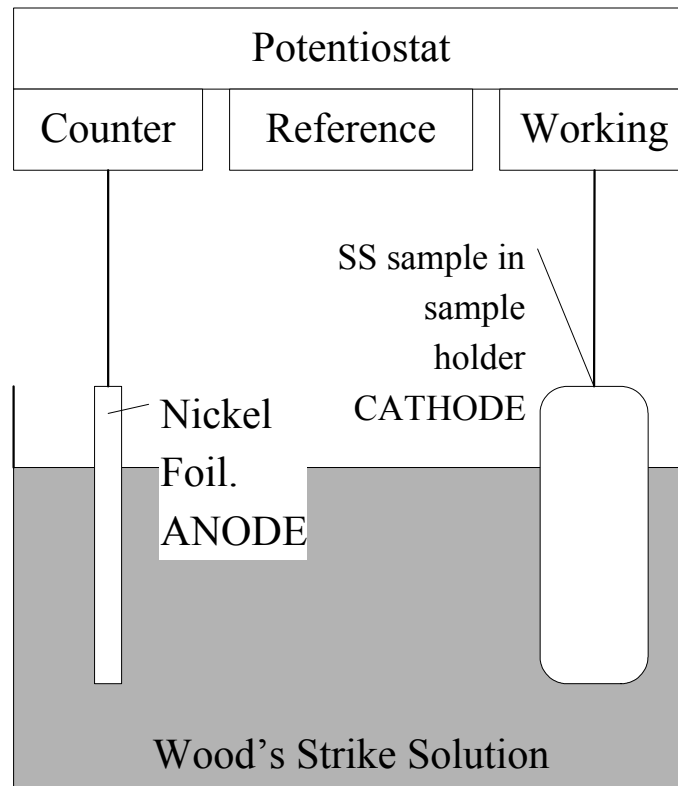 Potentiostat
Counter
Reference
Working
SS sample in
sample
holder
CATHODE
Nickel
Foil.
ANODE
Wood's Strike Solution